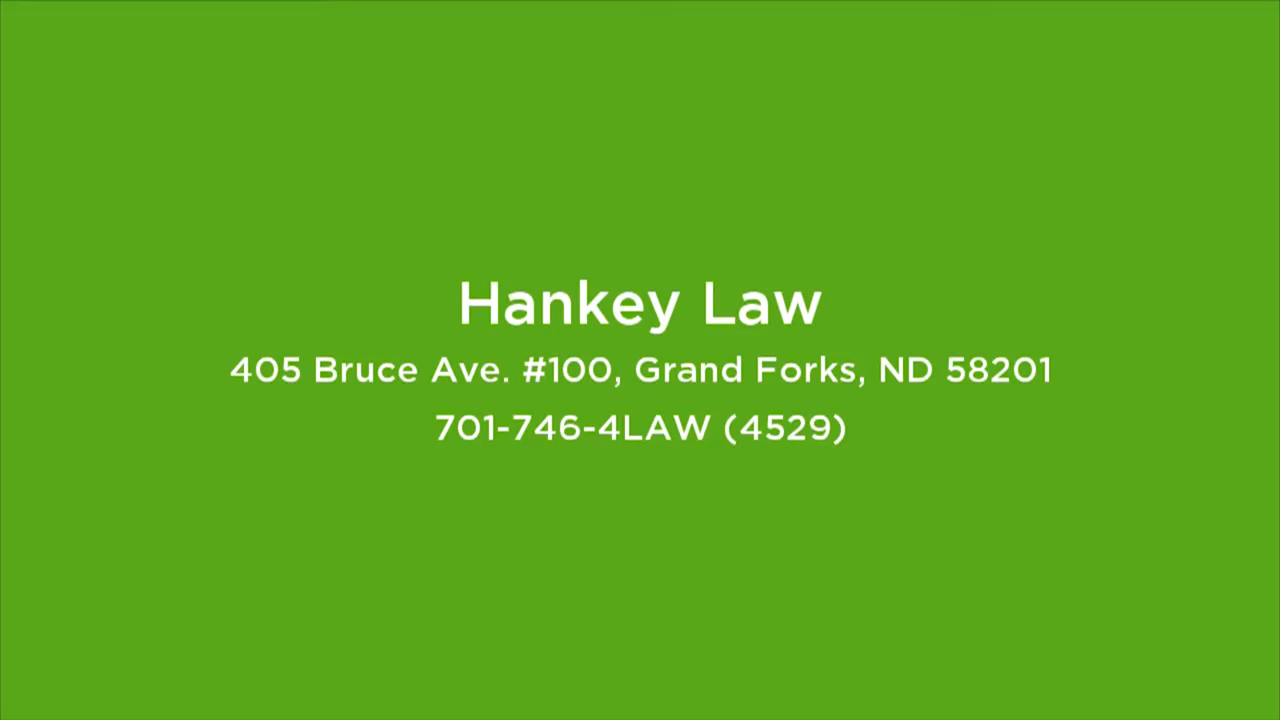 Hankey Law
405 Bruce Ave. #100, Grand Forks, ND 58201
701-746-4LAW (4529)